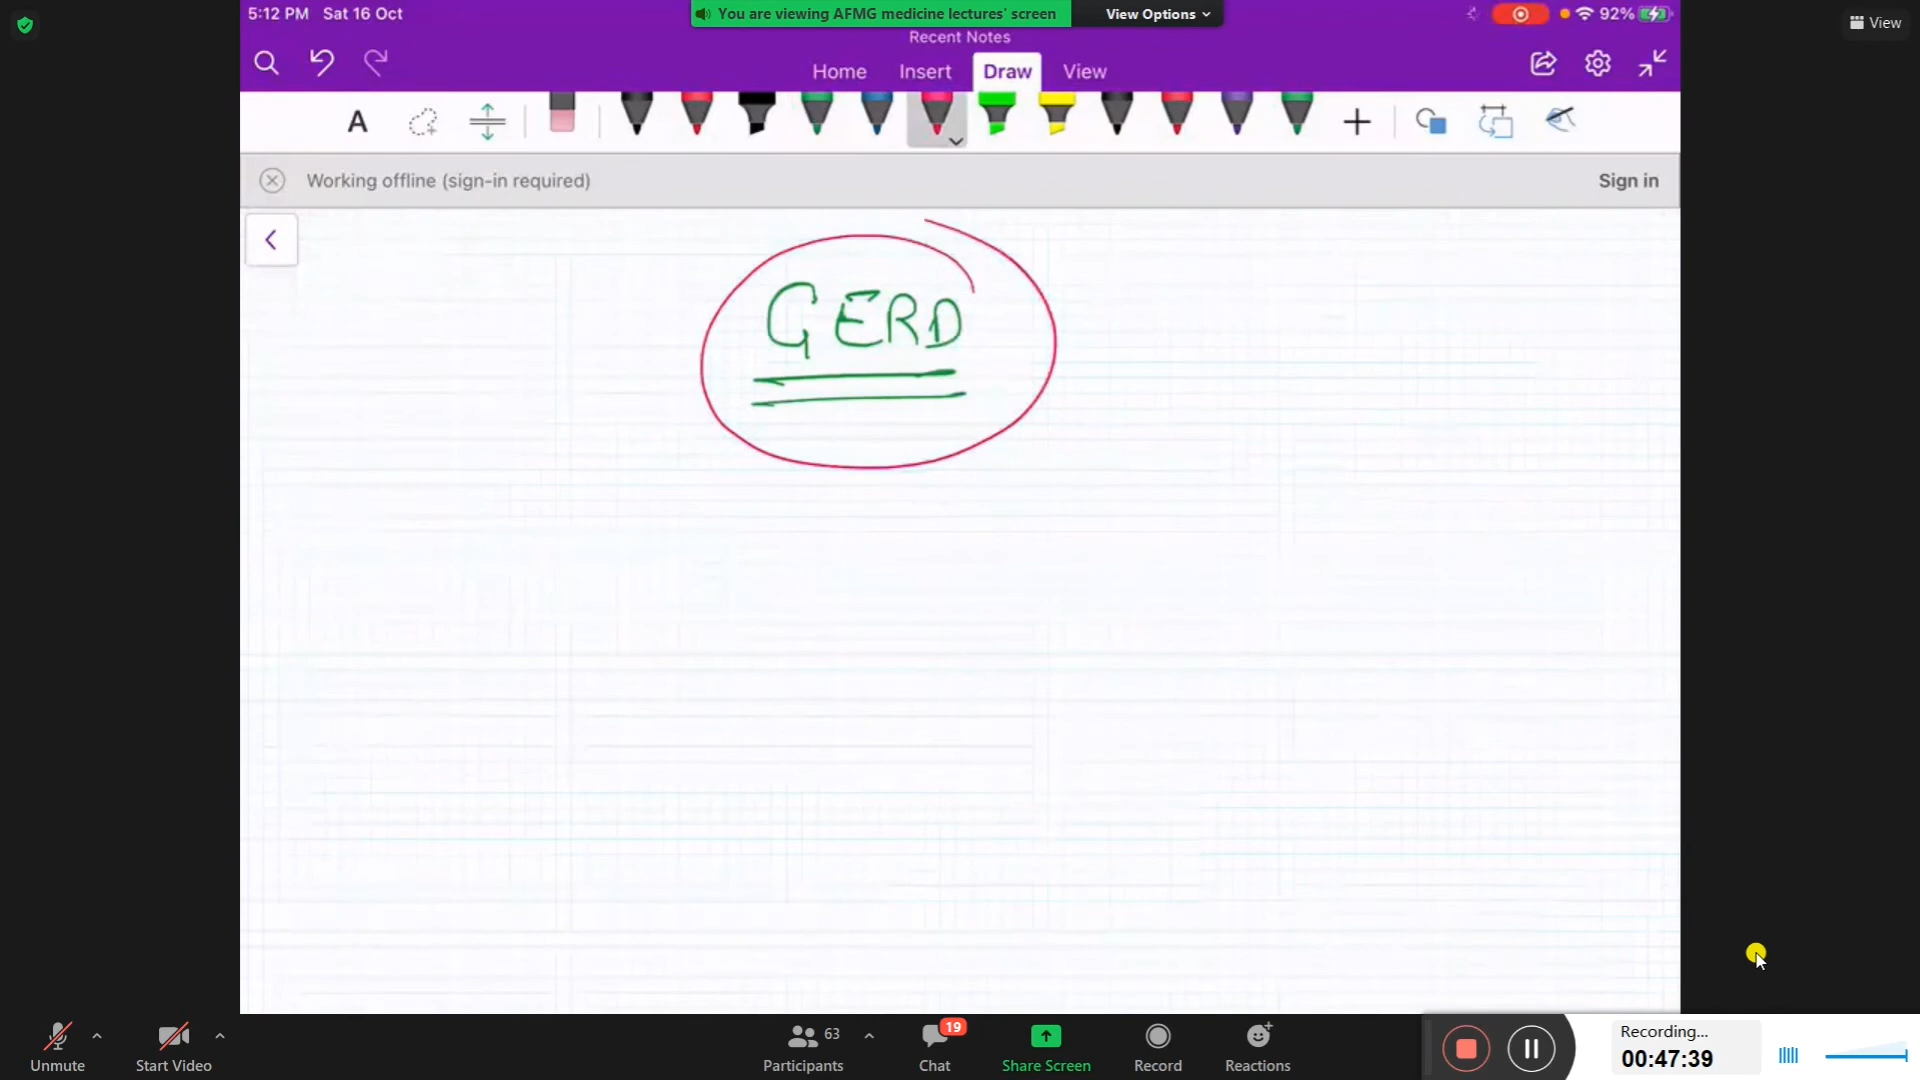 5:12 PM Sat 16 Oct
You are viewing AFMG medicine lectures' screen
View Options
92%
View
Recent Notes
Home Insert Draw View
A
Working offline (sign-in required)
Sign in
GERD
Unmute
Start Video
Participants 63
Chat 19
Share Screen
Record
Reactions
Recording...
00:47:39